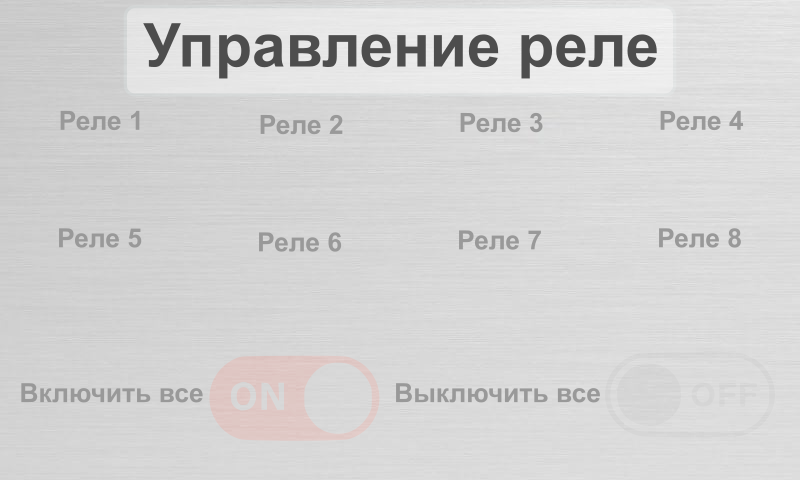 Управление реле
Реле 1 Реле 2 Реле 3 Реле 4
Реле 5 Реле 6 Реле 7 Реле 8
Включить все ON Выключить все OFF